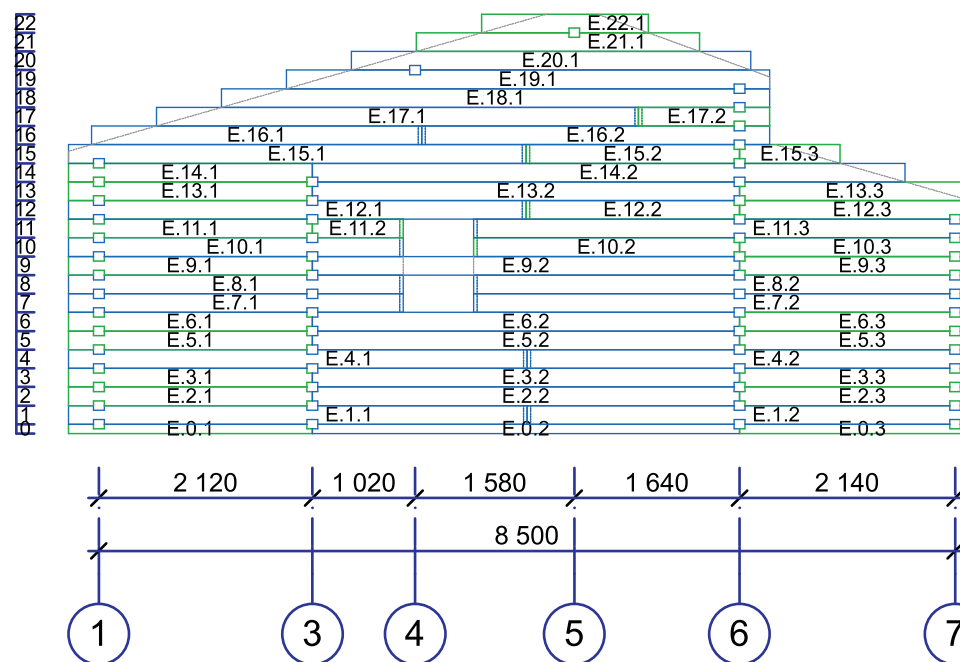 22 E.22.1
21 E.21.1
20 E.20.1
19 E.19.1
18 E.18.1
17 E.17.1 E.17.2
16 E.16.1 E.16.2
15 E.15.1 E.15.2 E.15.3
14 E.14.1 E.14.2
13 E.13.1 E.13.2 E.13.3
12 E.12.1 E.12.2 E.12.3
11 E.11.1 E.11.2 E.11.3
10 E.10.1 E.10.2 E.10.3
9 E.9.1 E.9.2 E.9.3
8 E.8.1 E.8.2
7 E.7.1 E.7.2
6 E.6.1 E.6.2 E.6.3
5 E.5.1 E.5.2 E.5.3
4 E.4.1 E.4.2
3 E.3.1 E.3.2 E.3.3
2 E.2.1 E.2.2 E.2.3
1 E.1.1 E.1.2
0 E.0.1 E.0.2 E.0.3
2 120 1 020 1 580 1 640 2 140
8 500
1 3 4 5 6 7